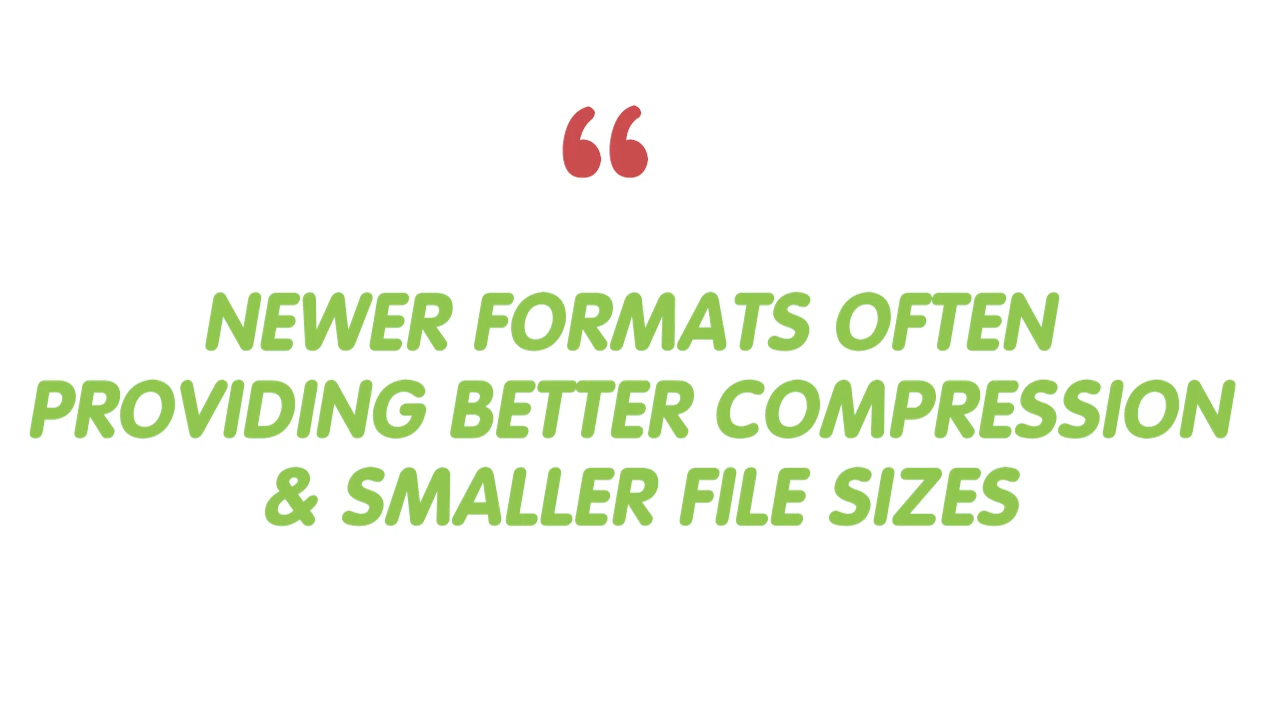 “
NEWER FORMATS OFTEN
PROVIDING BETTER COMPRESSION
& SMALLER FILE SIZES